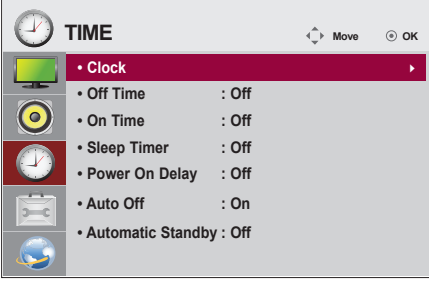 TIME Move OK
• Clock
• Off Time : Off
• On Time : Off
• Sleep Timer : Off
• Power On Delay : Off
• Auto Off : On
• Automatic Standby : Off